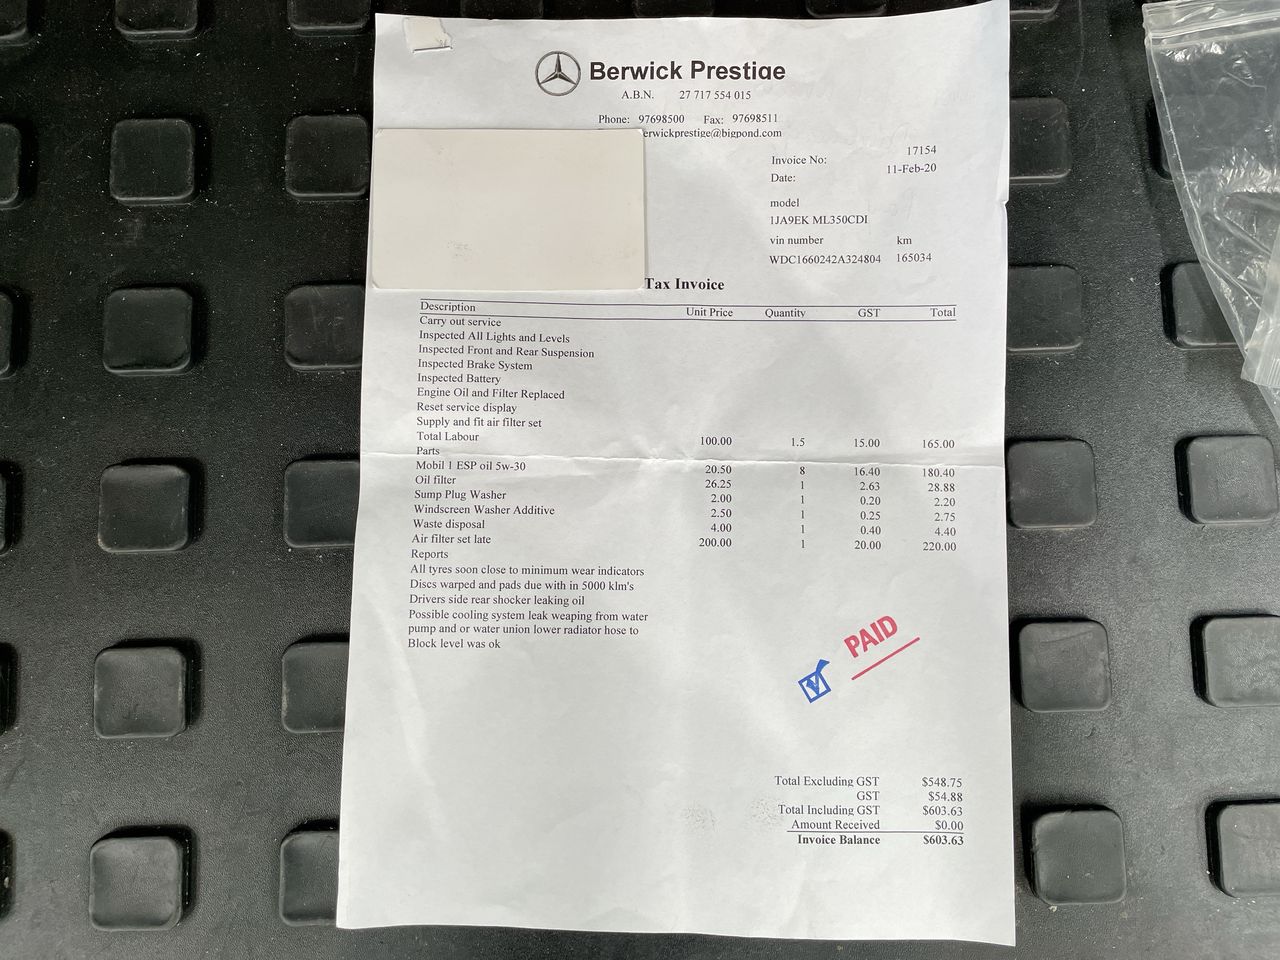 Berwick Prestige
A.B.N. 27 717 554 015
Phone: 97698500 Fax: 97698511
erwickprestige@bigpond.com
Invoice No: 17154
Date: 11-Feb-20
model
1JA9EK ML350CDI
vin number km
WDC1660242A324804 165034
Tax Invoice
Description Unit Price Quantity GST Total
Carry out service
Inspected All Lights and Levels
Inspected Front and Rear Suspension
Inspected Brake System
Inspected Battery
Engine Oil and Filter Replaced
Reset service display
Supply and fit air filter set
Total Labour 100.00 1.5 15.00 165.00
Parts
Mobil 1 ESP oil 5w-30 20.50 8 16.40 180.40
Oil filter 26.25 1 2.63 28.88
Sump Plug Washer 2.00 1 0.20 2.20
Windscreen Washer Additive 2.50 1 0.25 2.75
Waste disposal 4.00 1 0.40 4.40
Air filter set late 200.00 1 20.00 220.00
Reports
All tyres soon close to minimum wear indicators
Discs warped and pads due with in 5000 klm's
Drivers side rear shocker leaking oil
Possible cooling system leak weaping from water
pump and or water union lower radiator hose to
Block level was ok
PAID
Total Excluding GST $548.75
GST $54.88
Total Including GST $603.63
Amount Received $0.00
Invoice Balance $603.63